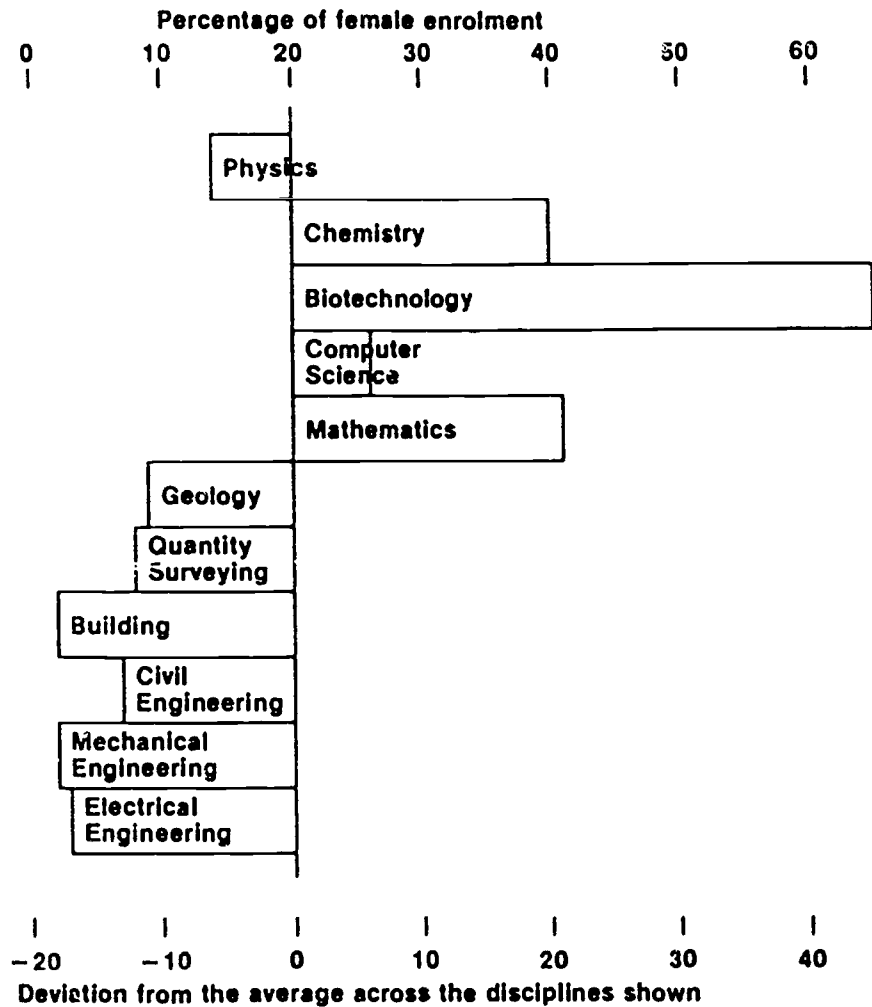 Percentage of female enrolment
0 10 20 30 40 50 60
Physics
Chemistry
Biotechnology
Computer
Science
Mathematics
Geology
Quantity
Surveying
Building
Civil
Engineering
Mechanical
Engineering
Electrical
Engineering
−20 −10 0 10 20 30 40
Deviation from the average across the disciplines shown